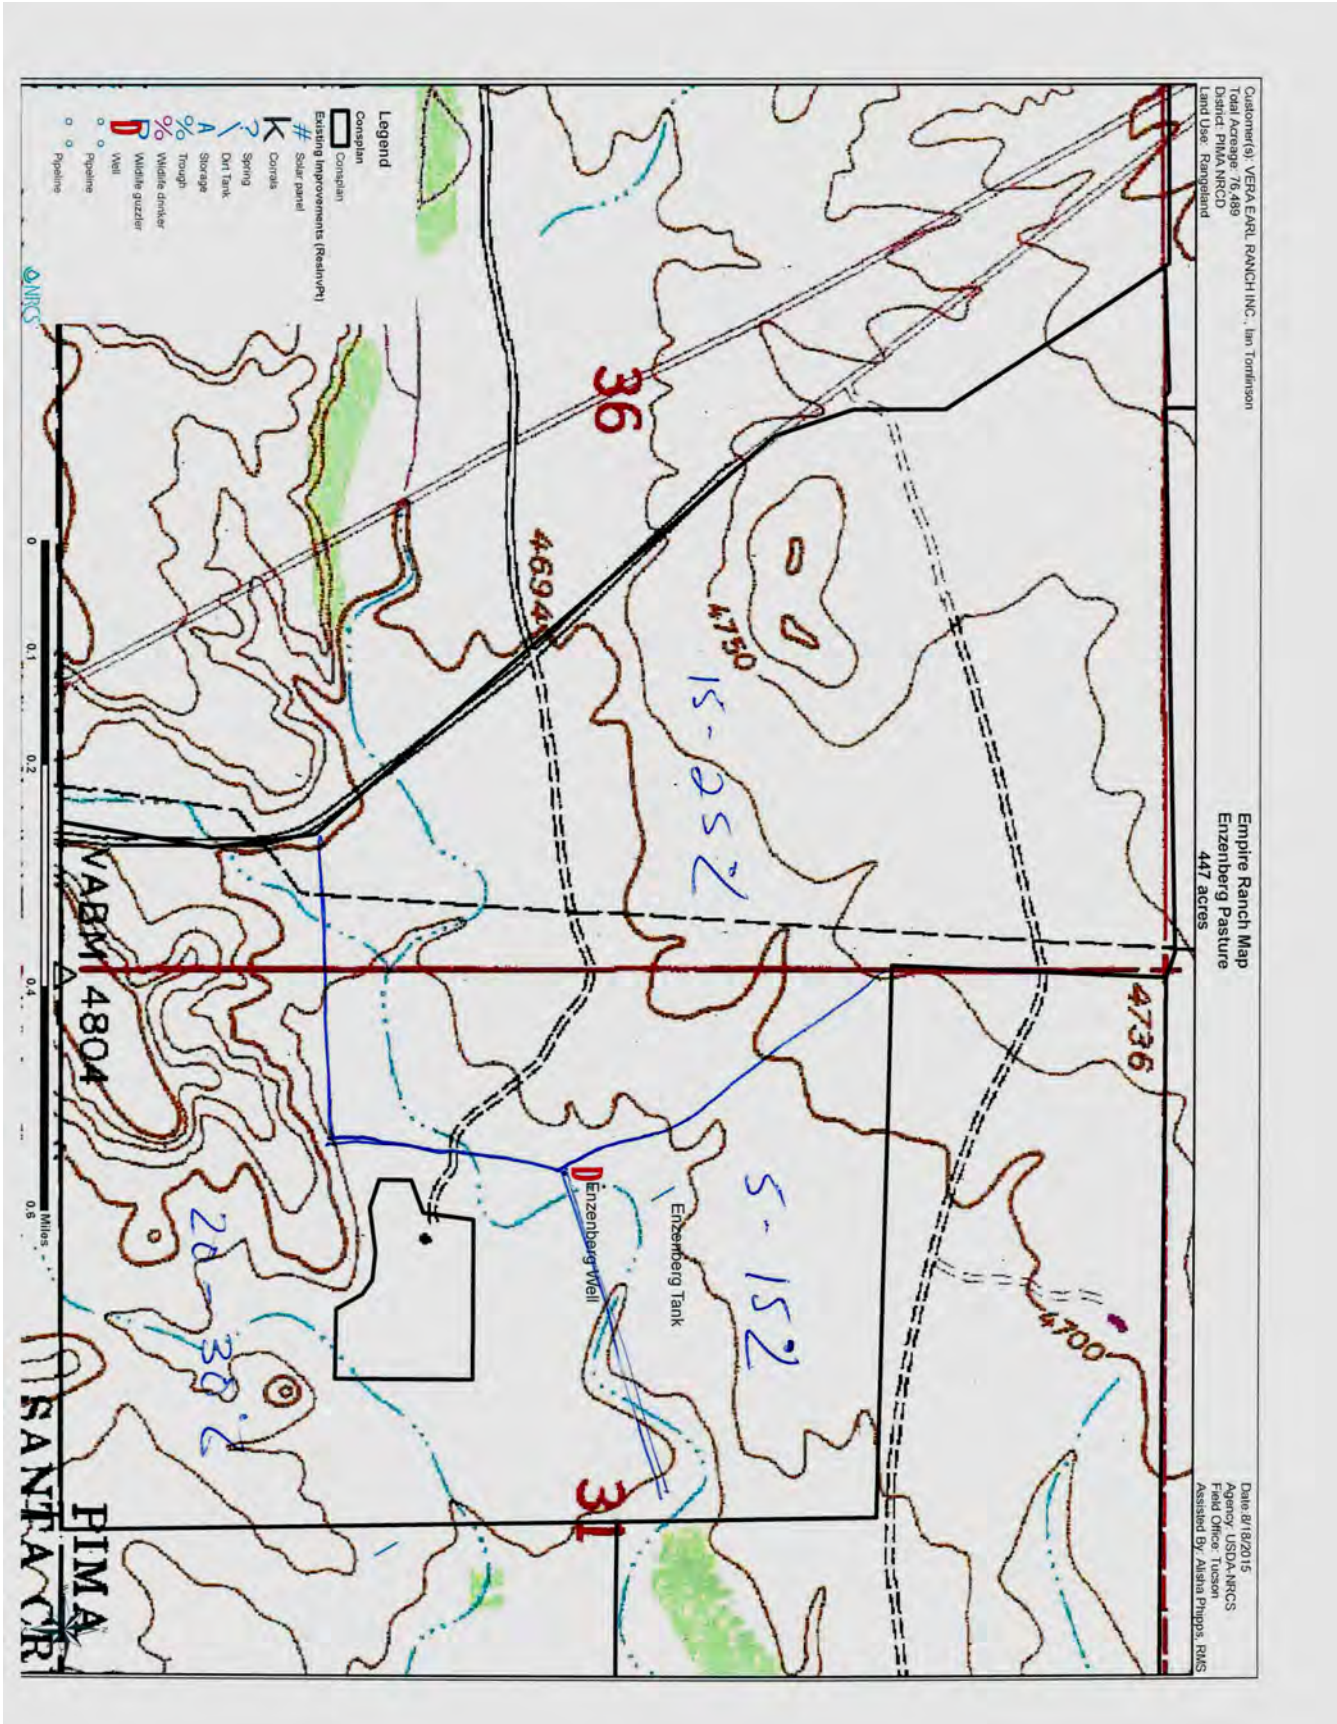 Customer(s): VERA EARL RANCH INC., Ian Tomlinson
Total Acreage: 76,489
District: PIMA NRCD
Land Use: Rangeland
Empire Ranch Map
Enzenberg Pasture
447 acres
Date: 8/18/2015
Agency: USDA-NRCS
Field Office: Tucson
Assisted By: Alisha Phipps, RMS
4736
4700
4750
36
4694
15-25%
5-15%
Enzenberg Tank
Enzenberg Well
31
20-30%
Legend
Consplan
Consplan
Existing Improvements (ResInvPt)
# Solar panel
K Corrals
? Spring
\ Dirt Tank
A Storage
% Trough
% Wildlife drinker
Wildlife guzzler
D Well
Pipeline
Pipeline
NRCS
VABM 4804
PIMA
SANTA CR
0 0.1 0.2 0.4 0.6
Miles